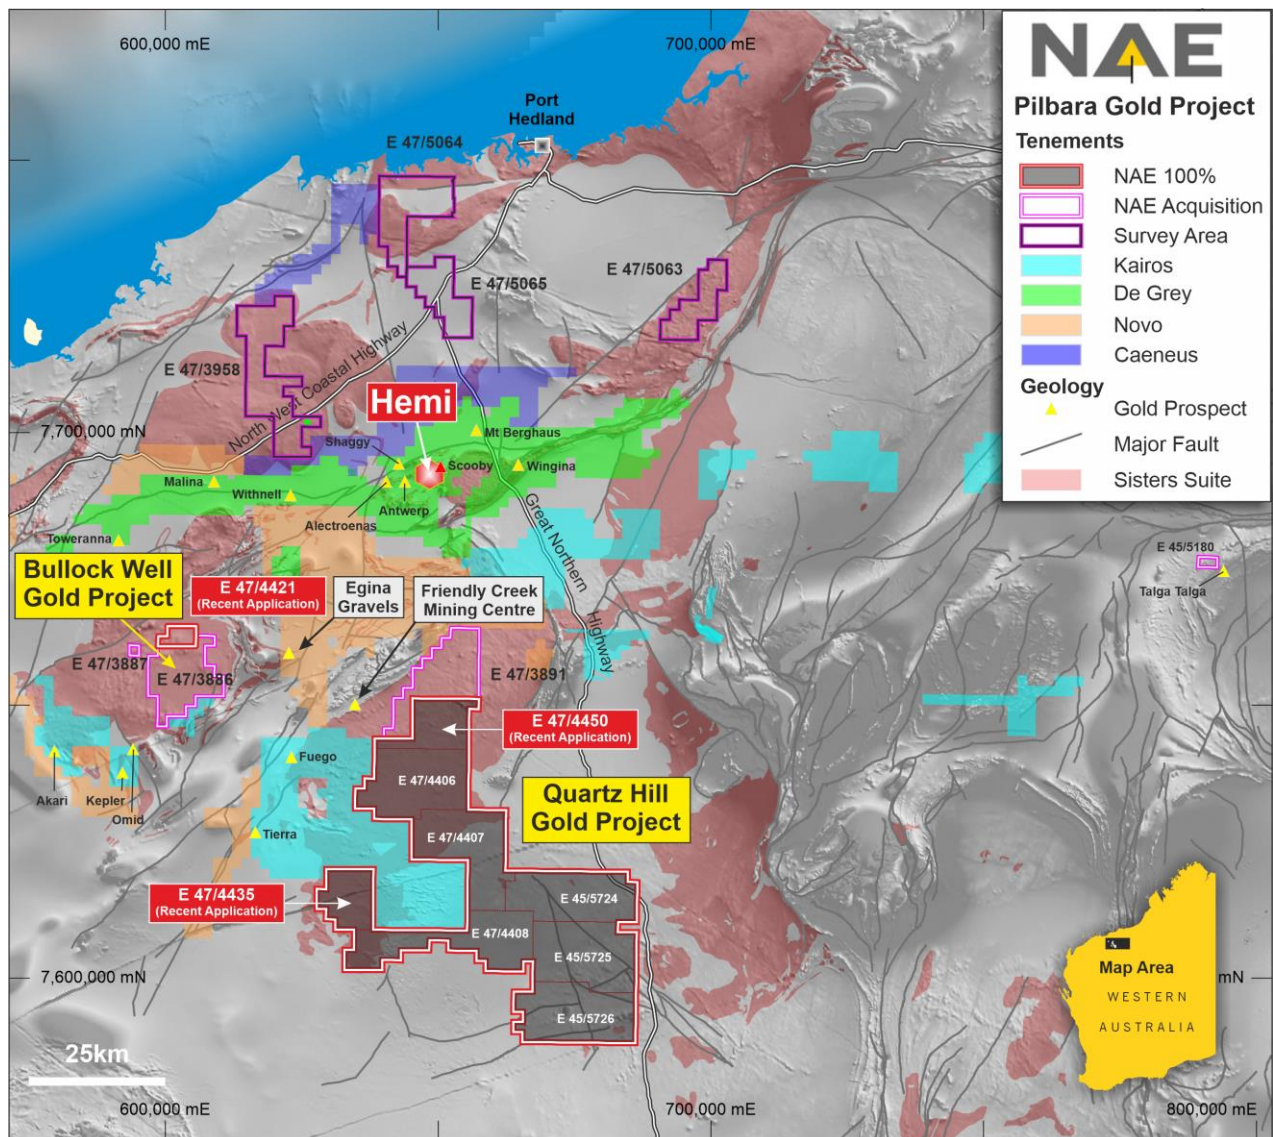 600,000 mE
700,000 mE
NAE
Pilbara Gold Project
Tenements
NAE 100%
NAE Acquisition
Survey Area
Kairos
De Grey
Novo
Caeneus
Geology
Gold Prospect
Major Fault
Sisters Suite
Port
Hedland
E 47/5064
E 47/5065
E 47/5063
E 47/3958
North West Coastal Highway
Hemi
7,700,000 mN
Shaggy
Mt Berghaus
Scooby
Wingina
Malina
Withnell
Antwerp
Alectroenas
Toweranna
Great Northern
Highway
Bullock Well
Gold Project
E 47/4421
(Recent Application)
Egina
Gravels
Friendly Creek
Mining Centre
E 45/5180
Talga Talga
E 47/3887
E 47/3886
E 47/3891
E 47/4450
(Recent Application)
Fuego
E 47/4406
Quartz Hill
Gold Project
Akari
Kepler
Omid
Tierra
E 47/4407
E 47/4435
(Recent Application)
E 45/5724
E 47/4408
E 45/5725
E 45/5726
7,600,000 mN
mN
Map Area
WESTERN
AUSTRALIA
25km
600,000 mE
700,000 mE
800,000 mE